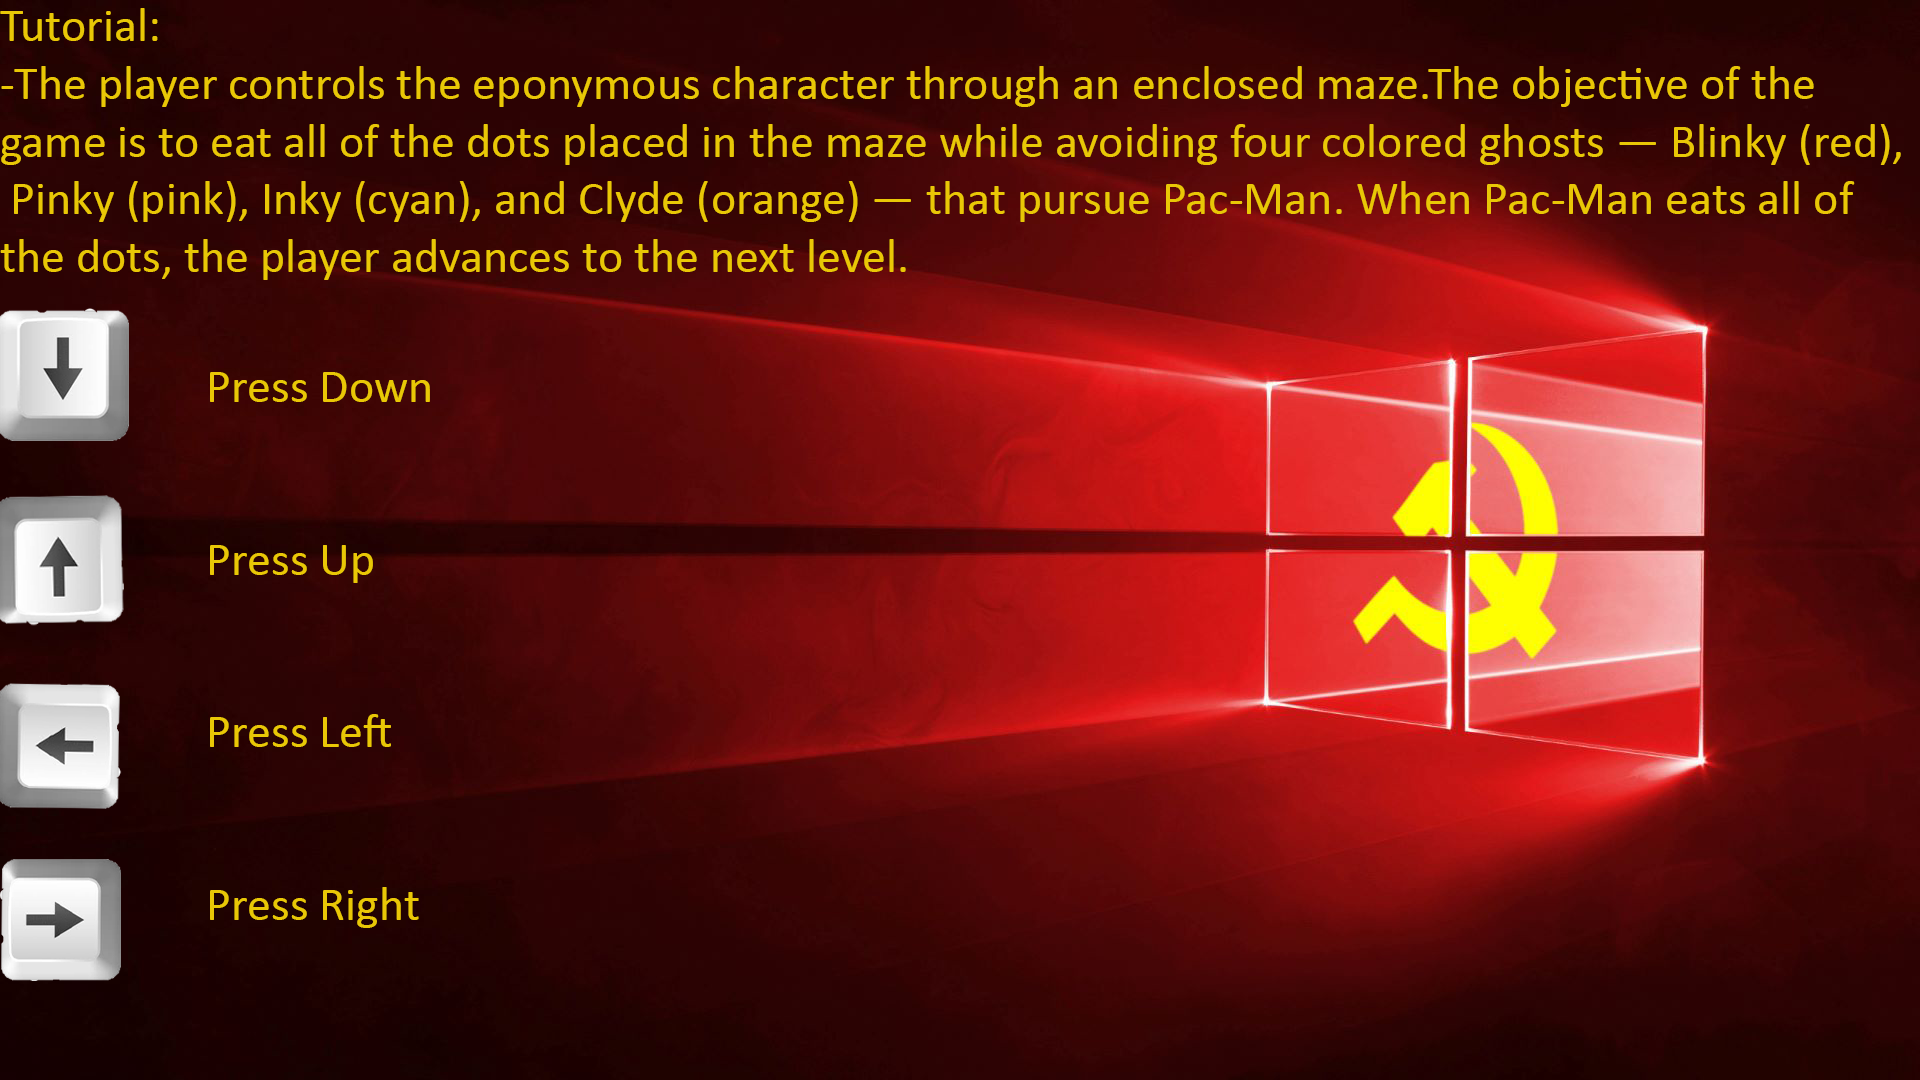 Tutorial:
-The player controls the eponymous character through an enclosed maze.The objective of the
game is to eat all of the dots placed in the maze while avoiding four colored ghosts — Blinky (red),
Pinky (pink), Inky (cyan), and Clyde (orange) — that pursue Pac-Man. When Pac-Man eats all of
the dots, the player advances to the next level.
Press Down
Press Up
Press Left
Press Right